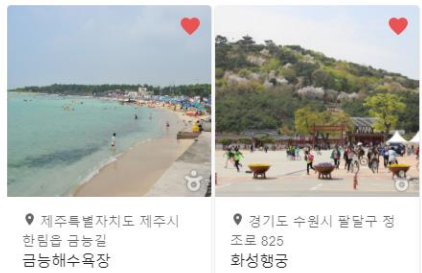 제주특별자치도 제주시
한림읍 금능길
금능해수욕장
경기도 수원시 팔달구 정
조로 825
화성행궁